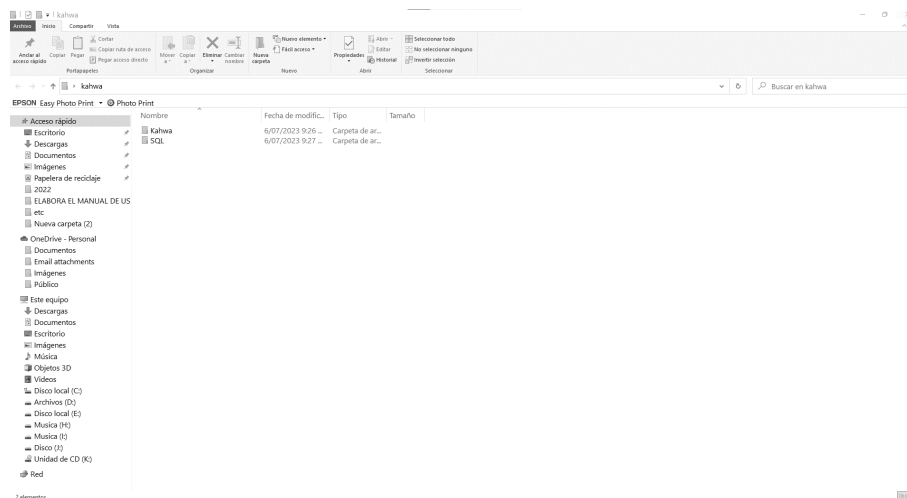 kahwa
Archivo Inicio Compartir Vista
Anclar al acceso rápido
Copiar
Pegar
Cortar
Copiar ruta de acceso
Pegar acceso directo
Portapapeles
Mover a
Copiar a
Eliminar
Cambiar nombre
Organizar
Nueva carpeta
Nuevo elemento
Fácil acceso
Nuevo
Propiedades
Abrir
Editar
Historial
Abrir
Seleccionar todo
No seleccionar ninguno
Invertir selección
Seleccionar
kahwa
Buscar en kahwa
EPSON Easy Photo Print Photo Print
Nombre Fecha de modific... Tipo Tamaño
Kahwa 6/07/2023 9:26 ... Carpeta de ar...
SQL 6/07/2023 9:27 ... Carpeta de ar...
Acceso rápido
Escritorio
Descargas
Documentos
Imágenes
Papelera de reciclaje
2022
ELABORA EL MANUAL DE US
etc
Nueva carpeta (2)
OneDrive - Personal
Documentos
Email attachments
Imágenes
Público
Este equipo
Descargas
Documentos
Escritorio
Imágenes
Música
Objetos 3D
Videos
Disco local (C:)
Archivos (D:)
Disco local (E:)
Musica (H:)
Musica (I:)
Disco (J:)
Unidad de CD (K:)
Red
2 elementos